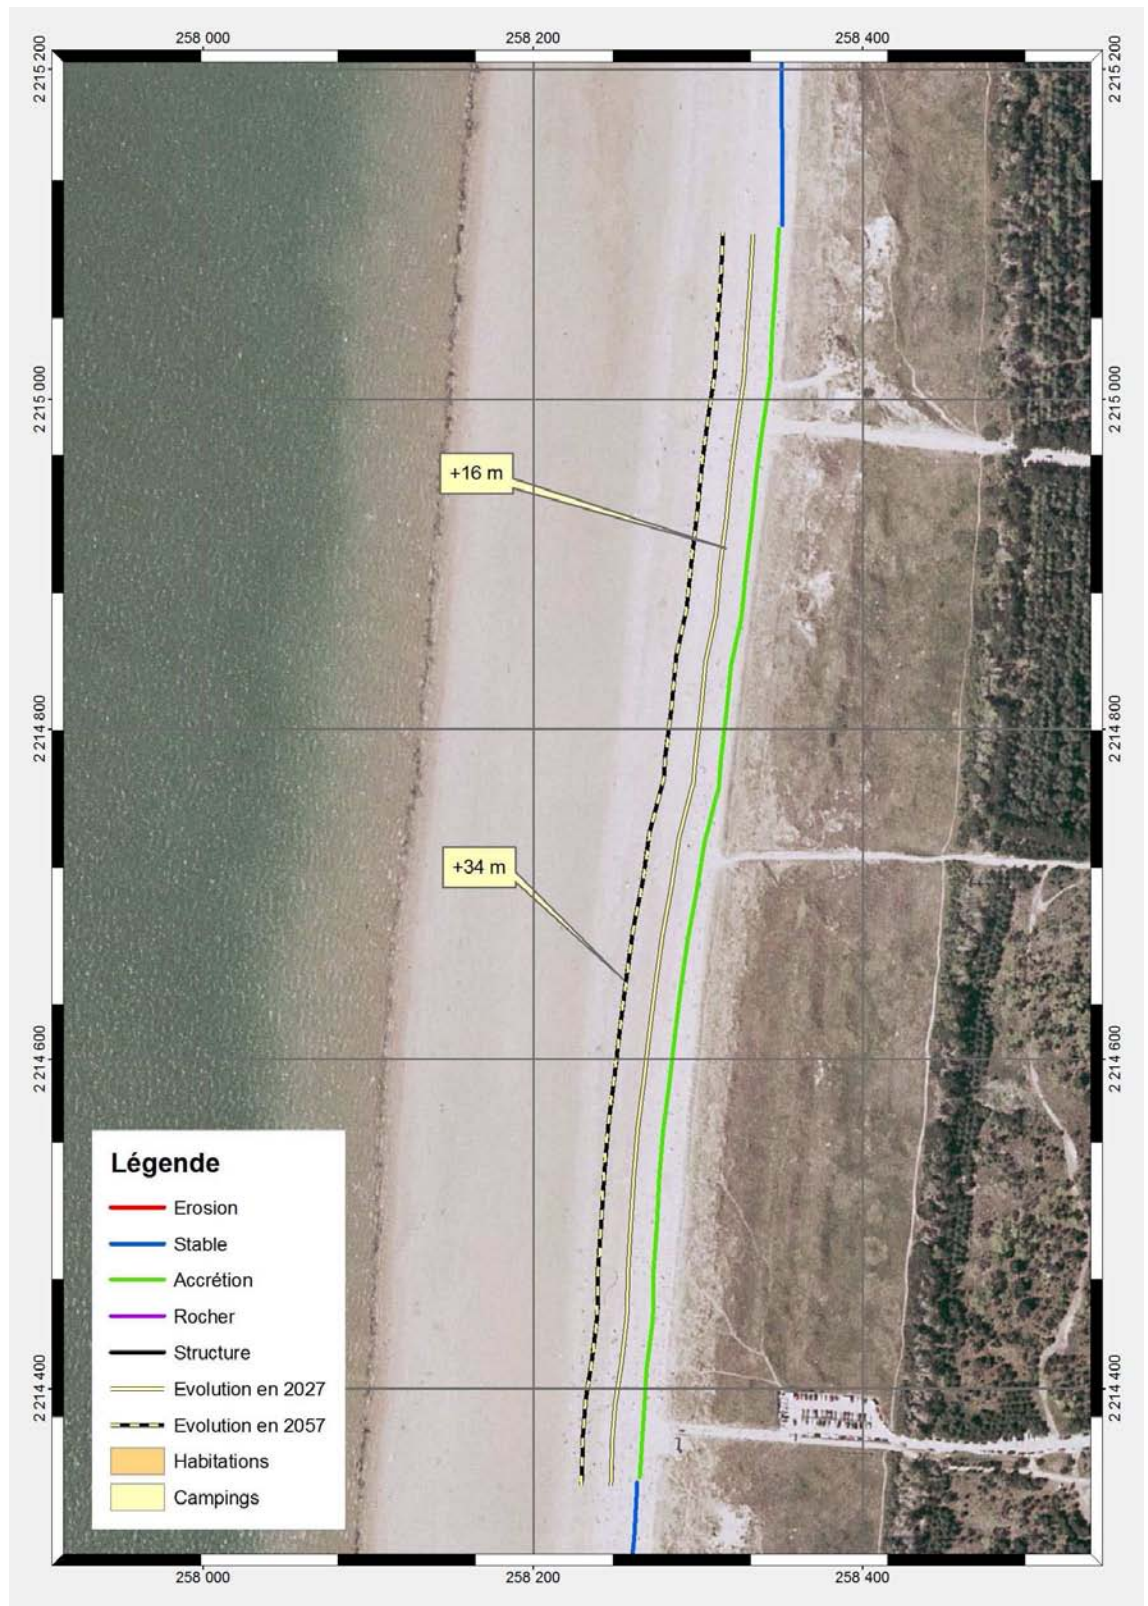 258 000
258 200
258 400
2 215 200
2 215 200
2 215 000
2 215 000
+16 m
2 214 800
2 214 800
+34 m
2 214 600
2 214 600
Légende
Erosion
Stable
Accrétion
Rocher
Structure
Evolution en 2027
Evolution en 2057
Habitations
Campings
2 214 400
2 214 400
258 000
258 200
258 400